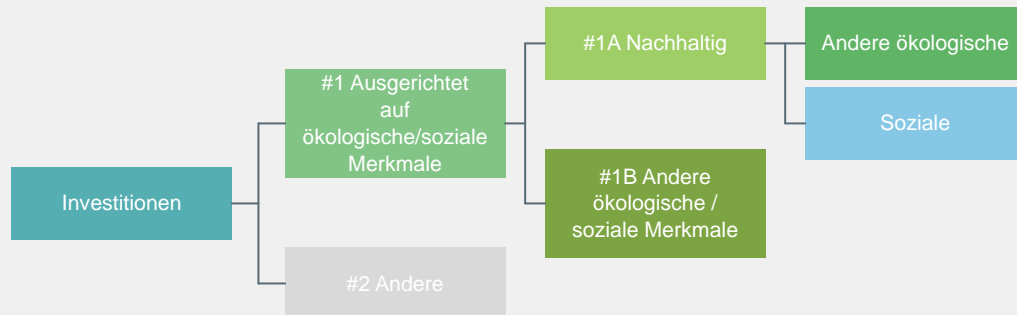 Investitionen
#1 Ausgerichtet
auf
ökologische/soziale
Merkmale
#2 Andere
#1A Nachhaltig
#1B Andere
ökologische /
soziale Merkmale
Andere ökologische
Soziale